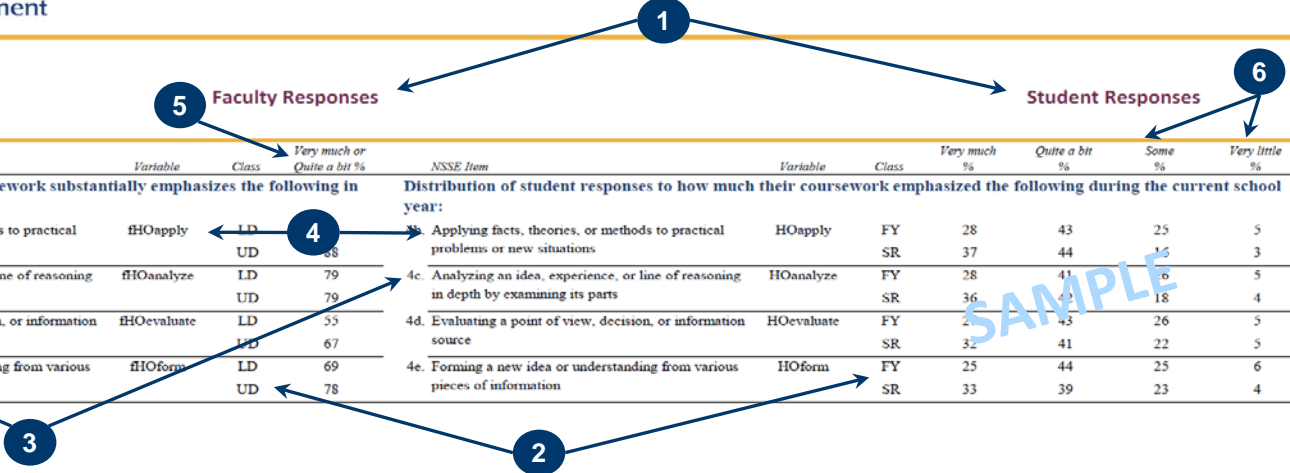 ment
1
6
5
Faculty Responses Student Responses
Very much or Very much Quite a bit Some Very little
Variable Class Quite a bit % NSSE Item Variable Class % % % %
ework substantially emphasizes the following in Distribution of student responses to how much their coursework emphasized the following during the current school
year:
s to practical fHOapply LD 4 4b. Applying facts, theories, or methods to practical HOapply FY 28 43 25 5
UD 88 problems or new situations SR 37 44 16 3
ne of reasoning fHOanalyze LD 79 4c. Analyzing an idea, experience, or line of reasoning HOanalyze FY 28 41 26 5
UD 79 in depth by examining its parts SR 36 42 18 4
SAMPLE
, or information fHOevaluate LD 55 4d. Evaluating a point of view, decision, or information HOevaluate FY 43 26 5
UD 67 source SR 32 41 22 5
ng from various fHOform LD 69 4e. Forming a new idea or understanding from various HOform FY 25 44 25 6
UD 78 pieces of information SR 33 39 23 4
3
2